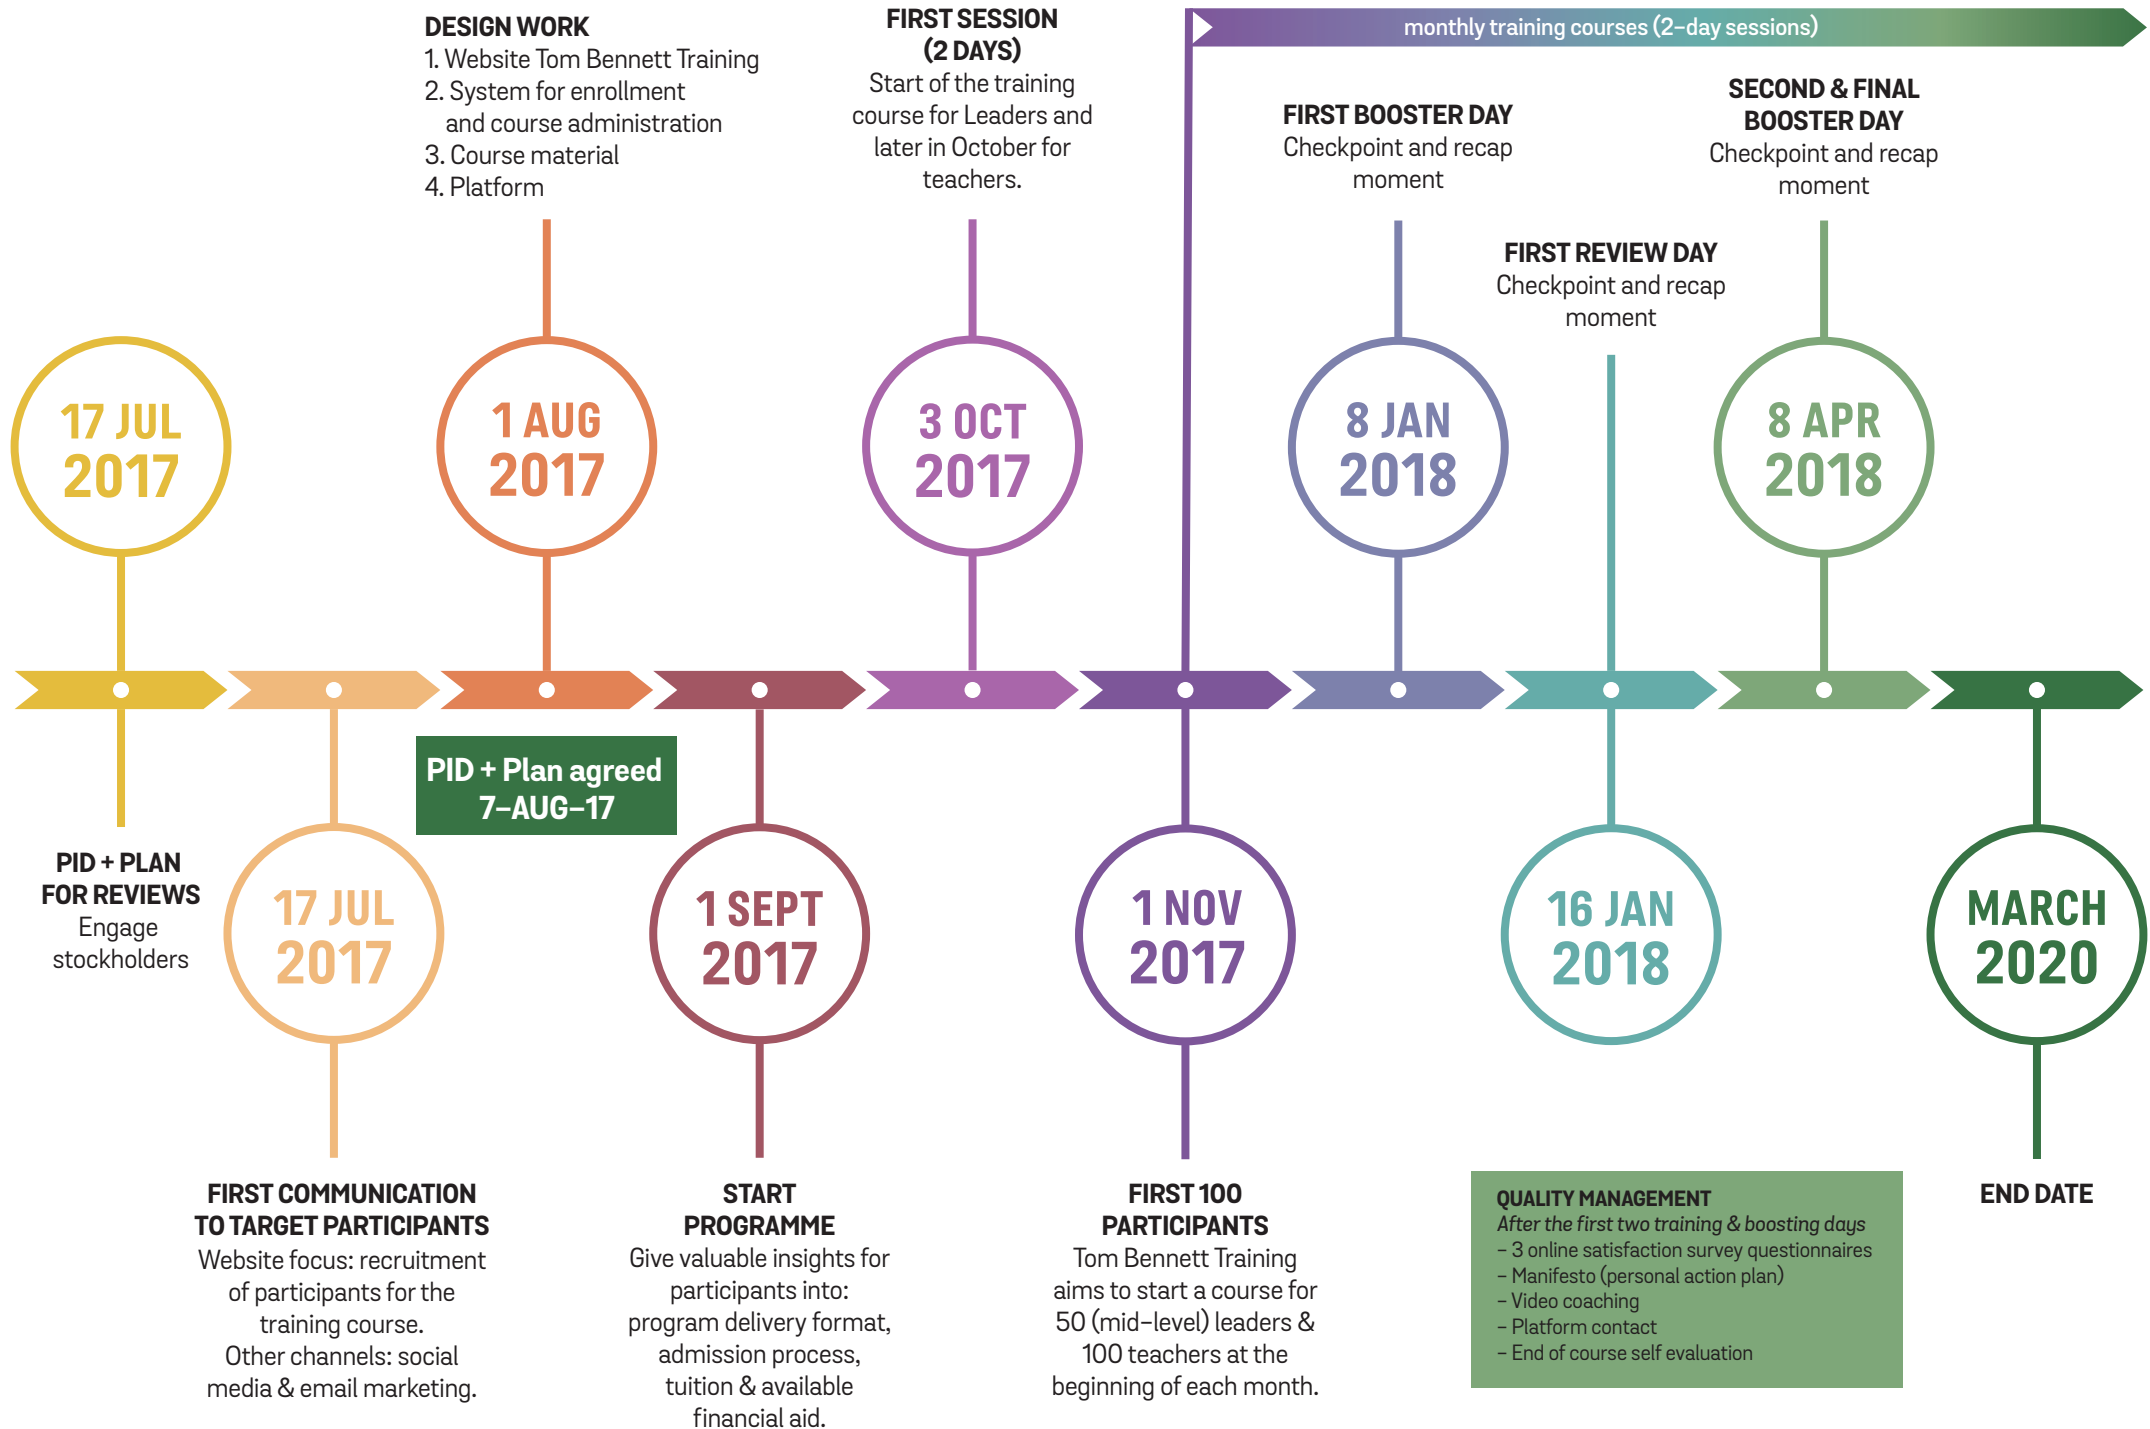 DESIGN WORK
1. Website Tom Bennett Training
2. System for enrollment
and course administration
3. Course material
4. Platform
FIRST SESSION
(2 DAYS)
Start of the training
course for Leaders and
later in October for
teachers.
monthly training courses (2-day sessions)
FIRST BOOSTER DAY
Checkpoint and recap
moment
FIRST REVIEW DAY
Checkpoint and recap
moment
SECOND & FINAL
BOOSTER DAY
Checkpoint and recap
moment
17 JUL
2017
1 AUG
2017
3 OCT
2017
8 JAN
2018
8 APR
2018
PID + Plan agreed
7-AUG-17
PID + PLAN
FOR REVIEWS
Engage
stockholders
17 JUL
2017
1 SEPT
2017
1 NOV
2017
16 JAN
2018
MARCH
2020
FIRST COMMUNICATION
TO TARGET PARTICIPANTS
Website focus: recruitment
of participants for the
training course.
Other channels: social
media & email marketing.
START
PROGRAMME
Give valuable insights for
participants into:
program delivery format,
admission process,
tuition & available
financial aid.
FIRST 100
PARTICIPANTS
Tom Bennett Training
aims to start a course for
50 (mid-level) leaders &
100 teachers at the
beginning of each month.
QUALITY MANAGEMENT
After the first two training & boosting days
- 3 online satisfaction survey questionnaires
- Manifesto (personal action plan)
- Video coaching
- Platform contact
- End of course self evaluation
END DATE